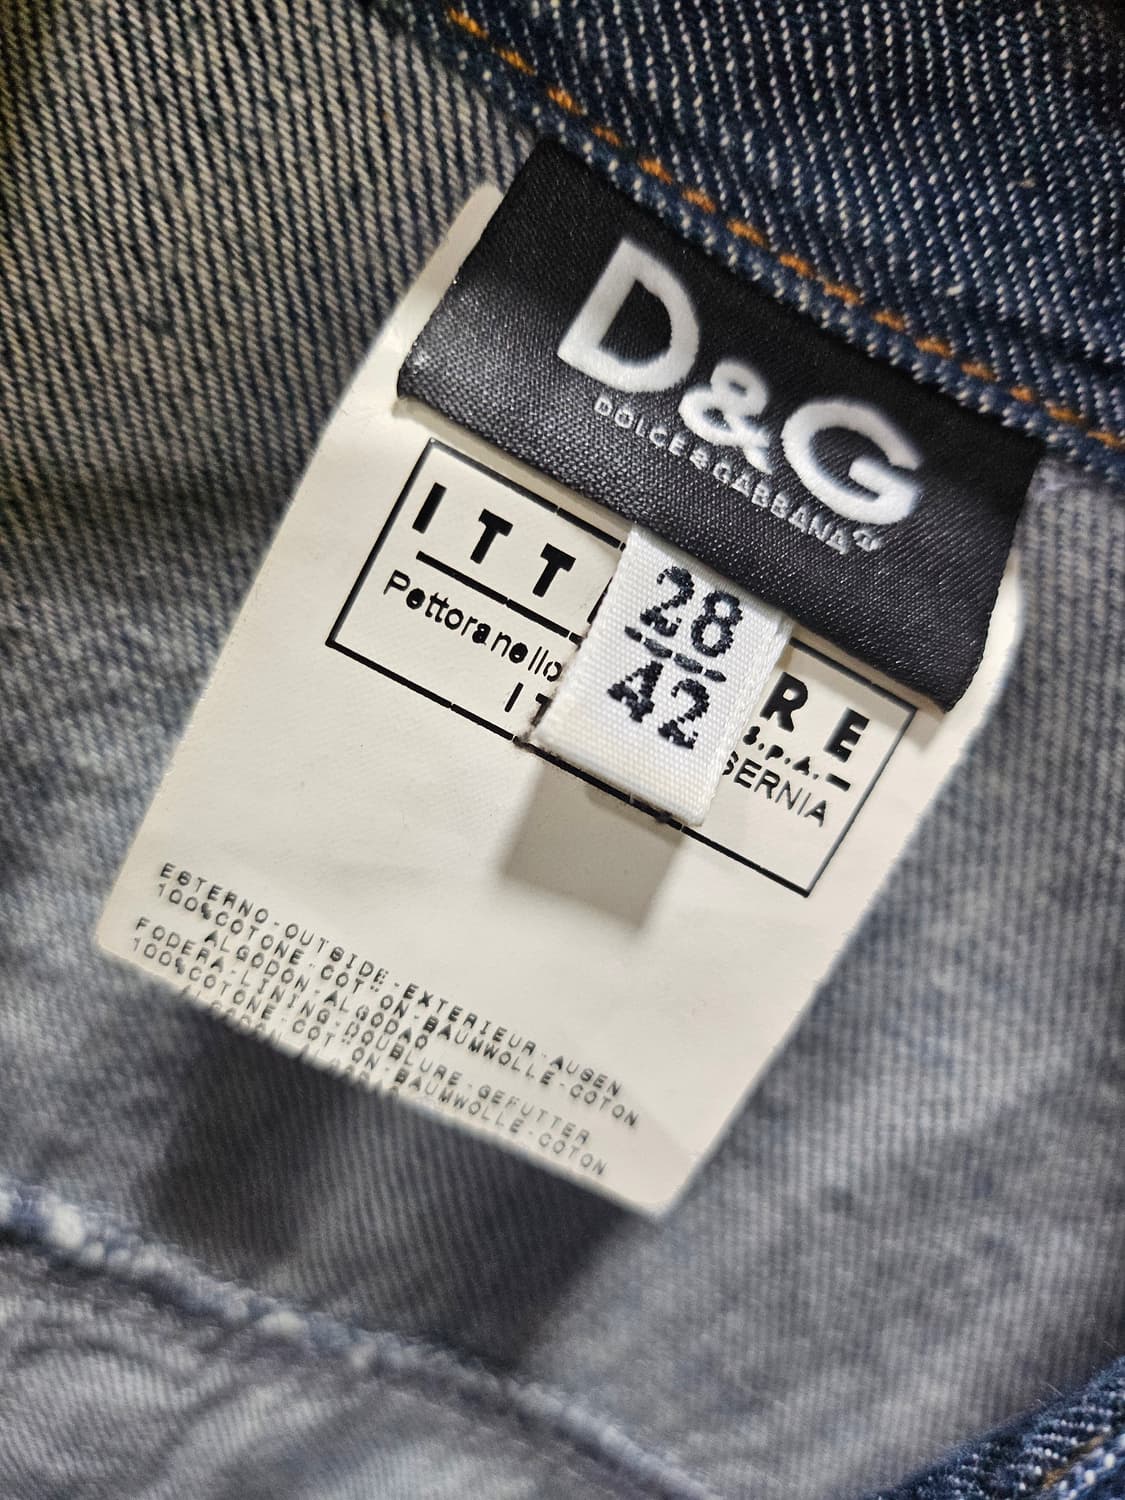 D&G
DOLCE&GABBANA
28
42
ITT RE
Pettoranello S.p.A.
IT SERNIA
ESTERNO-OUTSIDE-EXTERIEUR-AUSEN
100%COTONE-COTTON-BAUMWOLLE-COTON
ALGODON-ALGODAO
FODERA-LINING-DOUBLURE-GEFUTTER
100%COTONE-COTTON-BAUMWOLLE-COTON